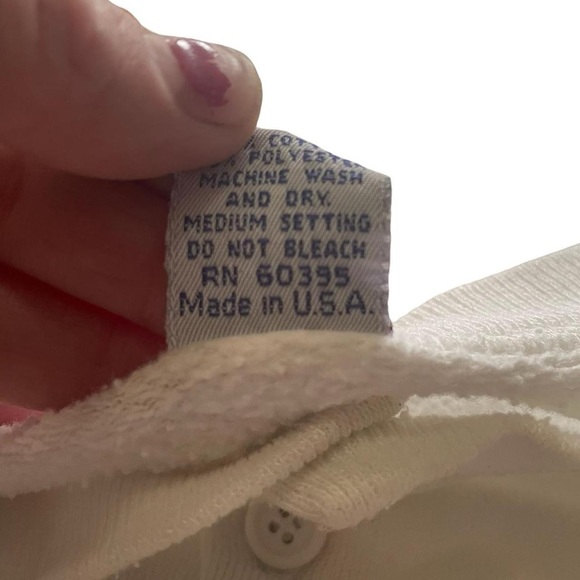 POLYESTER
MACHINE WASH
AND DRY.
MEDIUM SETTING
DO NOT BLEACH
RN 60395
Made in U.S.A.